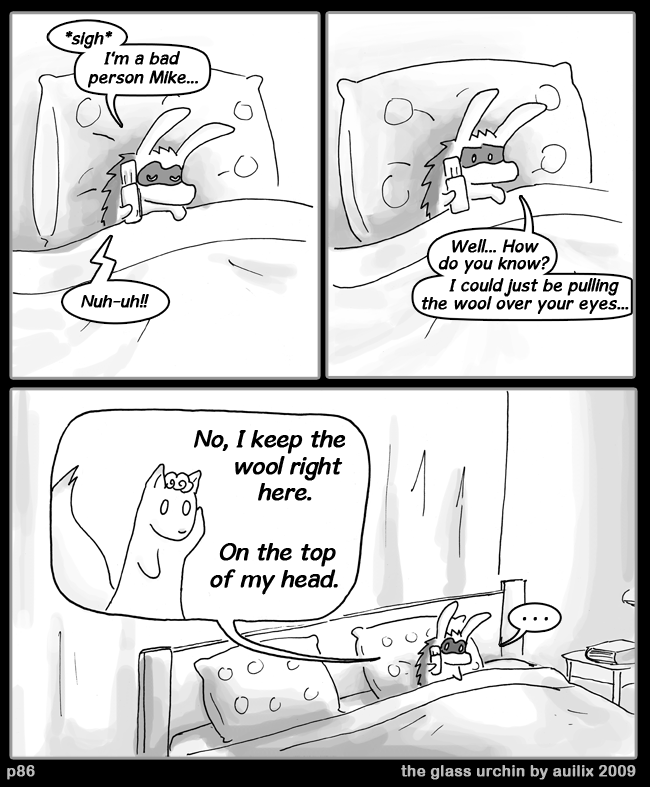 *sigh*
I'm a bad
person Mike...
Nuh-uh!!
Well... How
do you know?
I could just be pulling
the wool over your eyes...
No, I keep the
wool right
here.
On the top
of my head.
...
p86
the glass urchin by auilix 2009